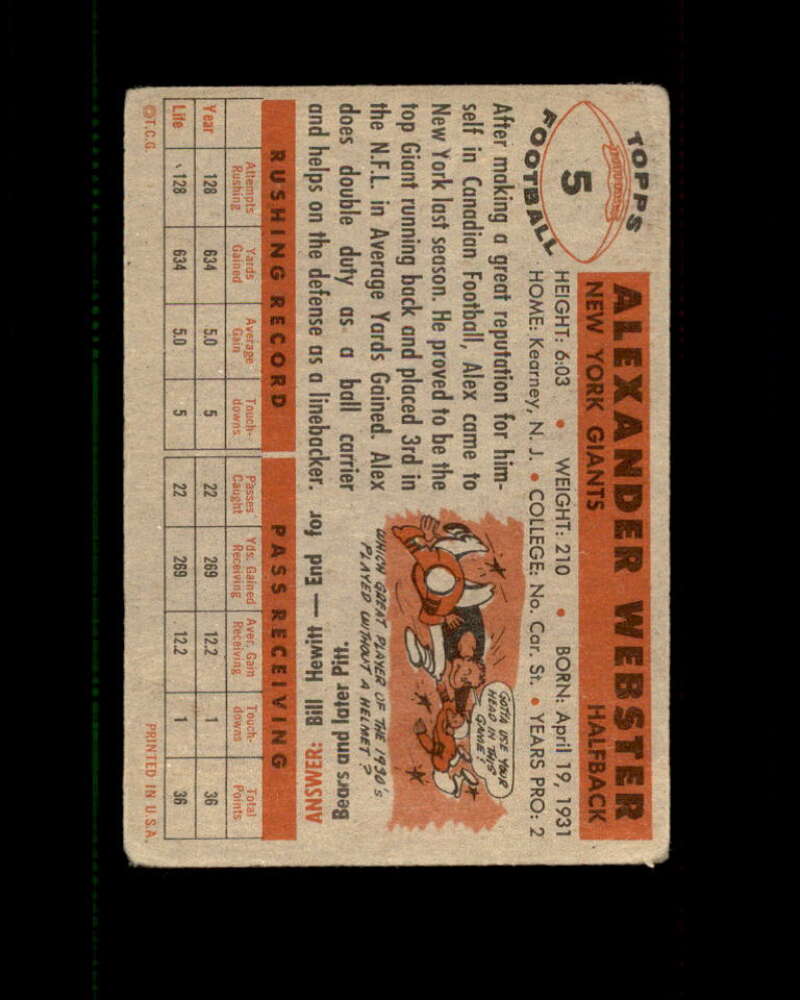 TOPPS
5
FOOTBALL
ALEXANDER WEBSTER
NEW YORK GIANTS HALFBACK
HEIGHT: 6:03 • WEIGHT: 210 • BORN: April 19, 1931
HOME: Kearney, N. J. • COLLEGE: No. Car. St. • YEARS PRO: 2
After making a great reputation for him-
self in Canadian Football, Alex came to
New York last season. He proved to be the
top Giant running back and placed 3rd in
the N.F.L. in Average Yards Gained. Alex
does double duty as a ball carrier
and helps on the defense as a linebacker.
GOTTA USE YOUR
HEAD IN THIS
GAME!
WHICH GREAT PLAYER OF THE 1930's
PLAYED WITHOUT A HELMET?
ANSWER: Bill Hewitt — End for
Bears and later Pitt.
RUSHING RECORD PASS RECEIVING
Attempts Rushing Yards Gained Average Gain Touch-downs Passes Caught Yds. Gained Receiving Aver. Gain Receiving Touch-downs Total Points
Year 128 634 5.0 5 22 269 12.2 1 36
Life 128 634 5.0 5 22 269 12.2 1 36
©T.C.G. PRINTED IN U.S.A.